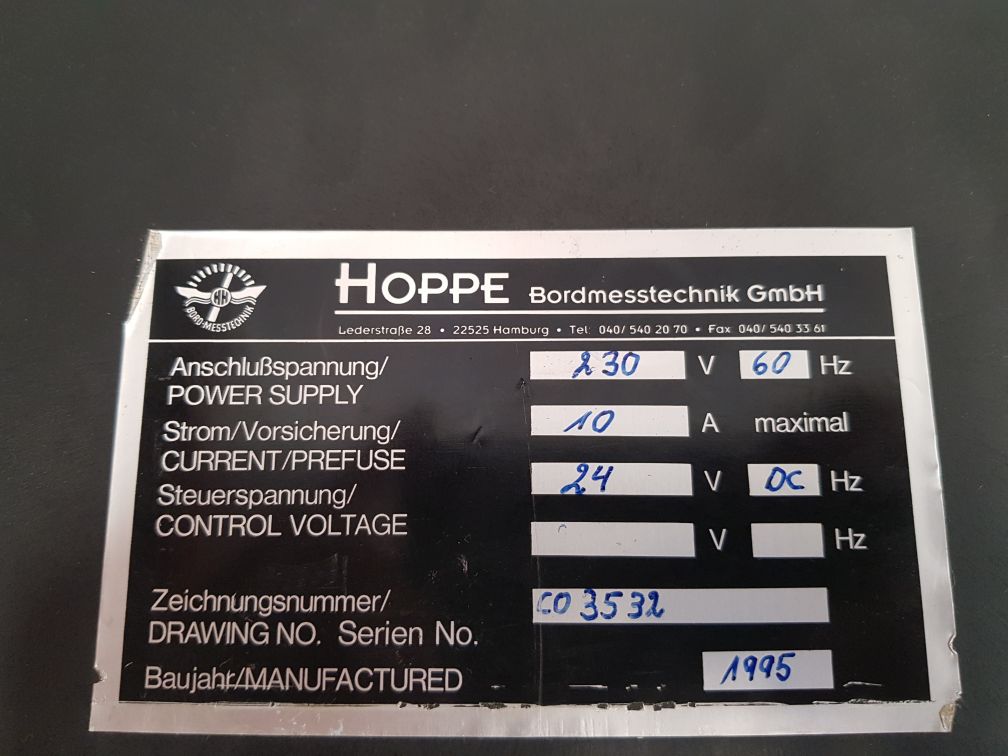 HOPPE Bordmesstechnik GmbH
BORD-MESSTECHNIK
Lederstraße 28 • 22525 Hamburg • Tel: 040/ 540 20 70 • Fax 040/ 540 33 61
Anschlußspannung/ 230 V 60 Hz
POWER SUPPLY
Strom/Vorsicherung/ 10 A maximal
CURRENT/PREFUSE
Steuerspannung/ 24 V DC Hz
CONTROL VOLTAGE V Hz
Zeichnungsnummer/ CO 3532
DRAWING NO. Serien No.
Baujahr/MANUFACTURED 1995